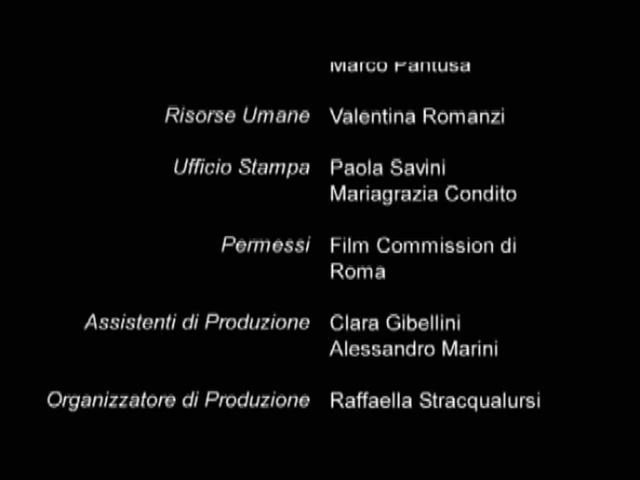 Marco Pantusa
Risorse Umane Valentina Romanzi
Ufficio Stampa Paola Savini
Mariagrazia Condito
Permessi Film Commission di
Roma
Assistenti di Produzione Clara Gibellini
Alessandro Marini
Organizzatore di Produzione Raffaella Stracqualursi